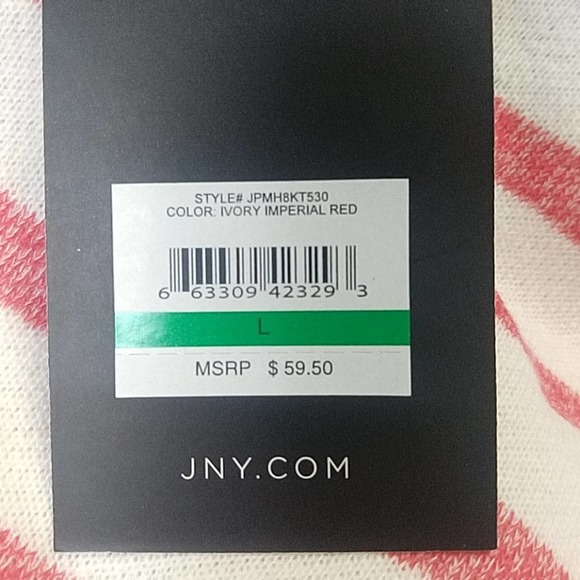 STYLE# JPMH8KT530
COLOR: IVORY IMPERIAL RED
6 63309 42329 3
L
MSRP $ 59.50
JNY.COM